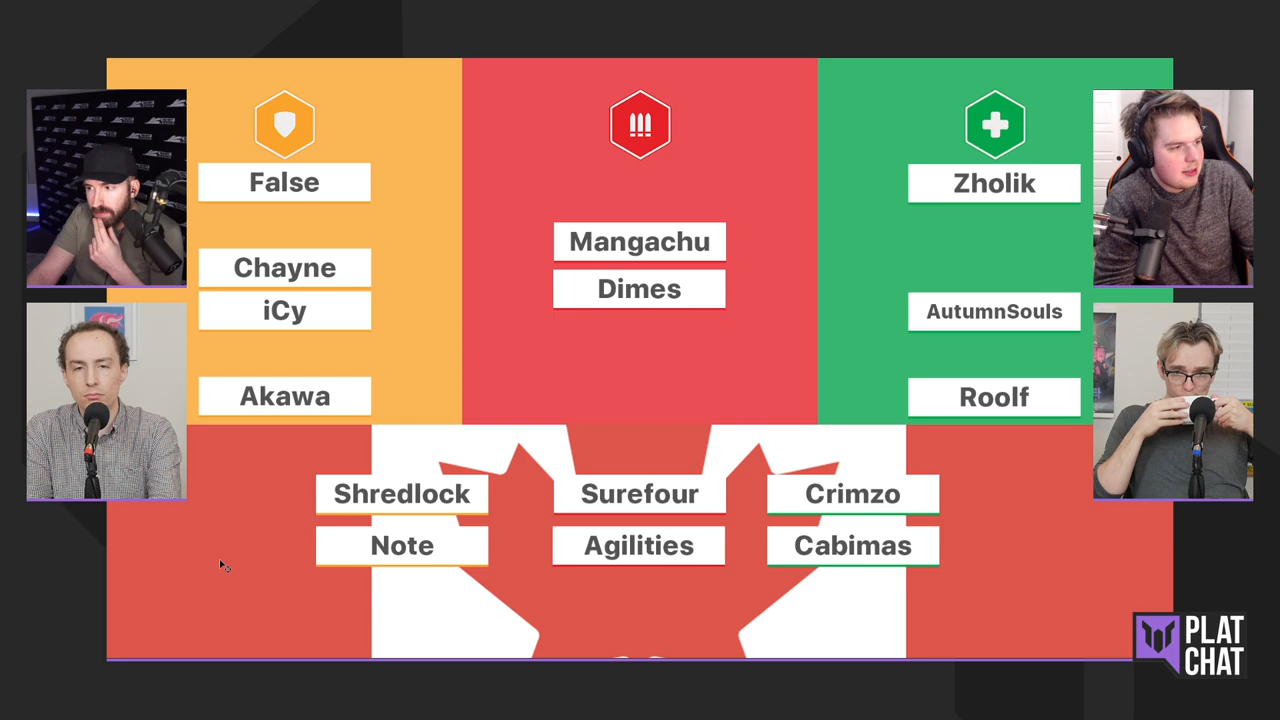 False
Chayne
iCy
Akawa
Mangachu
Dimes
Zholik
AutumnSouls
Roolf
Shredlock
Surefour
Crimzo
Note
Agilities
Cabimas
PLAT
CHAT